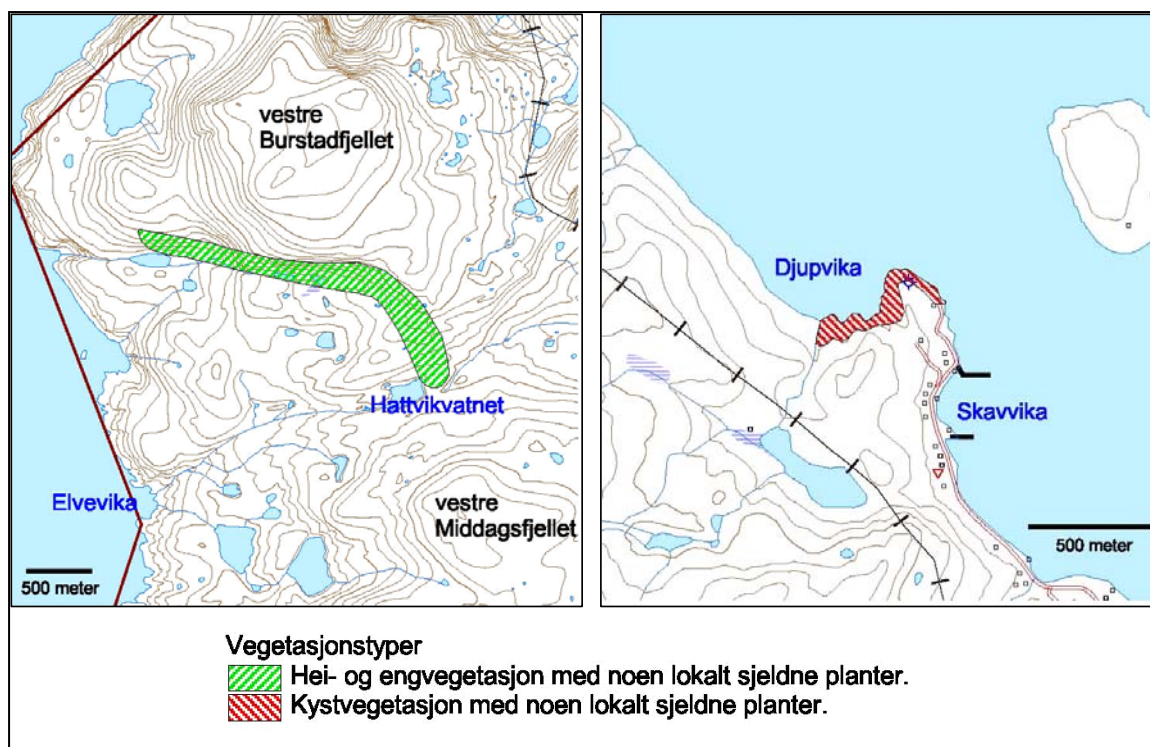 vestre
Burstadfjellet
Hattvikvatnet
Elvevika
vestre
Middagsfjellet
500 meter
Djupvika
Skavvika
500 meter
Vegetasjonstyper
Hei- og engvegetasjon med noen lokalt sjeldne planter.
Kystvegetasjon med noen lokalt sjeldne planter.